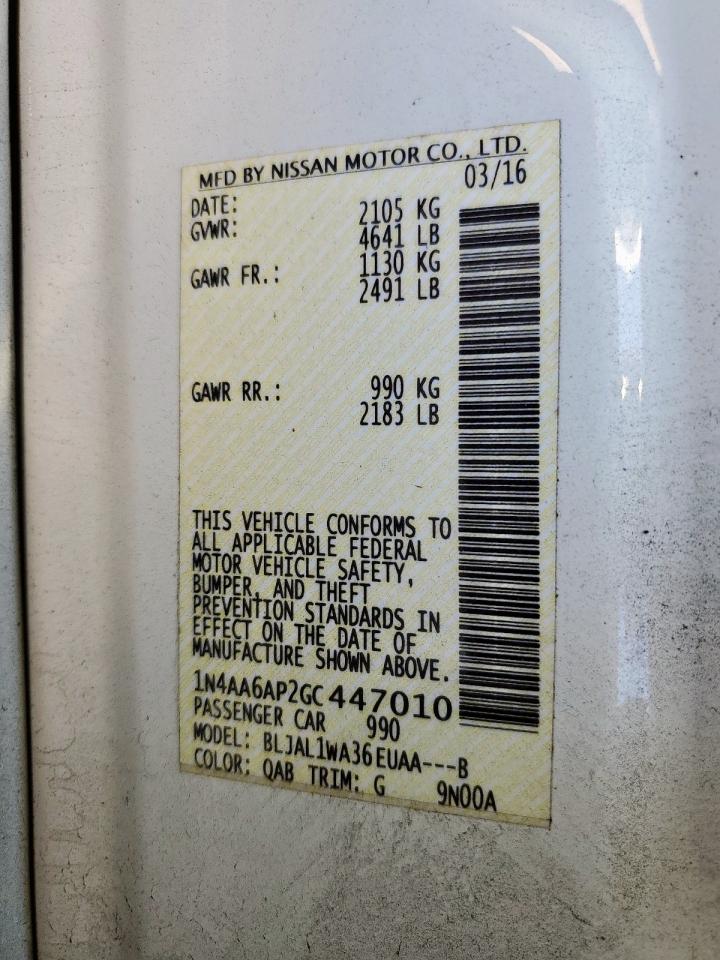 MFD BY NISSAN MOTOR CO., LTD.
DATE: 03/16
GVWR: 2105 KG
4641 LB
GAWR FR.: 1130 KG
2491 LB
GAWR RR.: 990 KG
2183 LB
THIS VEHICLE CONFORMS TO
ALL APPLICABLE FEDERAL
MOTOR VEHICLE SAFETY,
BUMPER, AND THEFT
PREVENTION STANDARDS IN
EFFECT ON THE DATE OF
MANUFACTURE SHOWN ABOVE.
1N4AA6AP2GC447010
PASSENGER CAR 990
MODEL: BLJAL1WA36EUAA---B
COLOR: QAB TRIM: G 9N00A